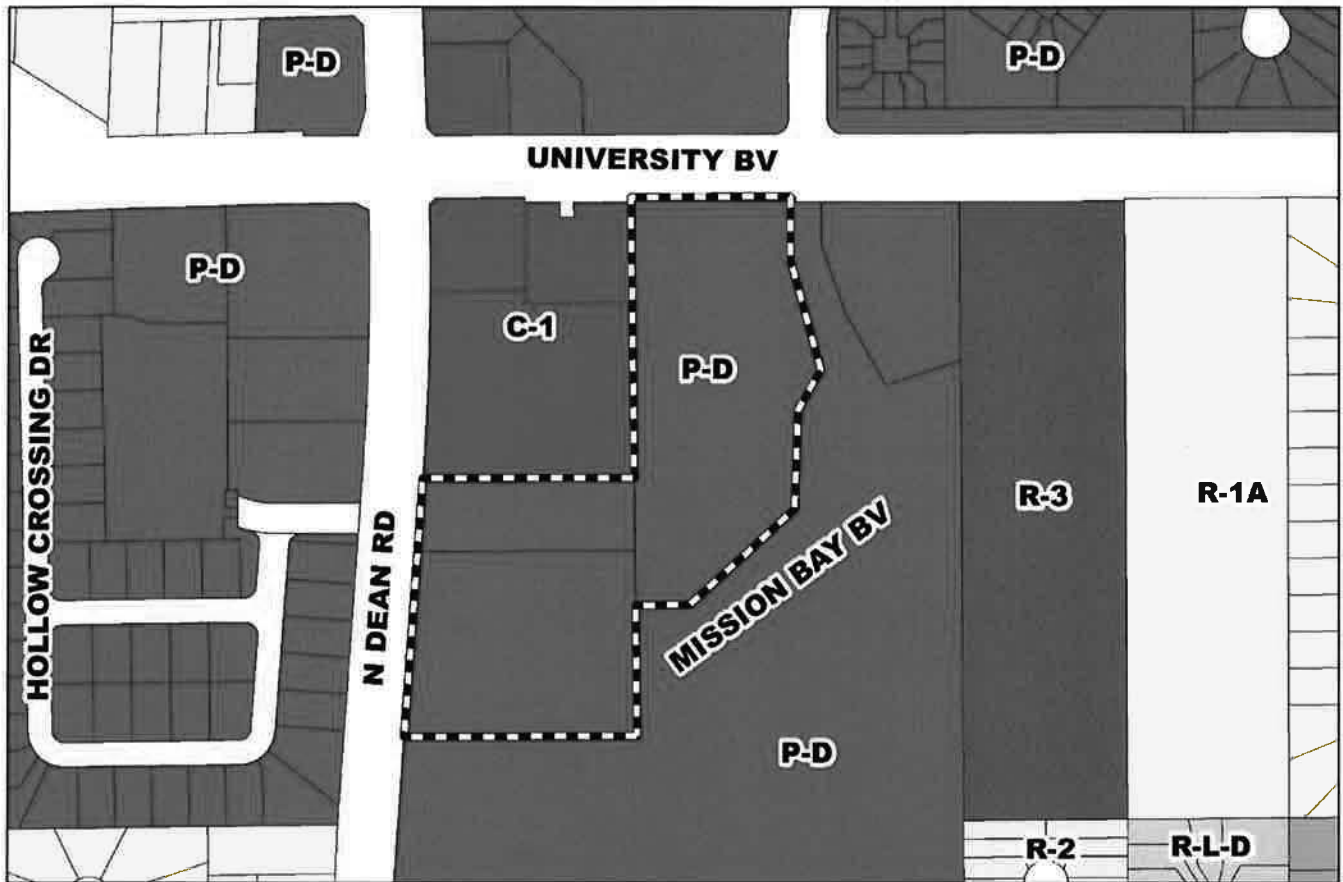 P-D
P-D
UNIVERSITY BV
P-D
C-1
P-D
HOLLOW CROSSING DR
N DEAN RD
MISSION BAY BV
R-3
R-1A
P-D
R-2
R-L-D